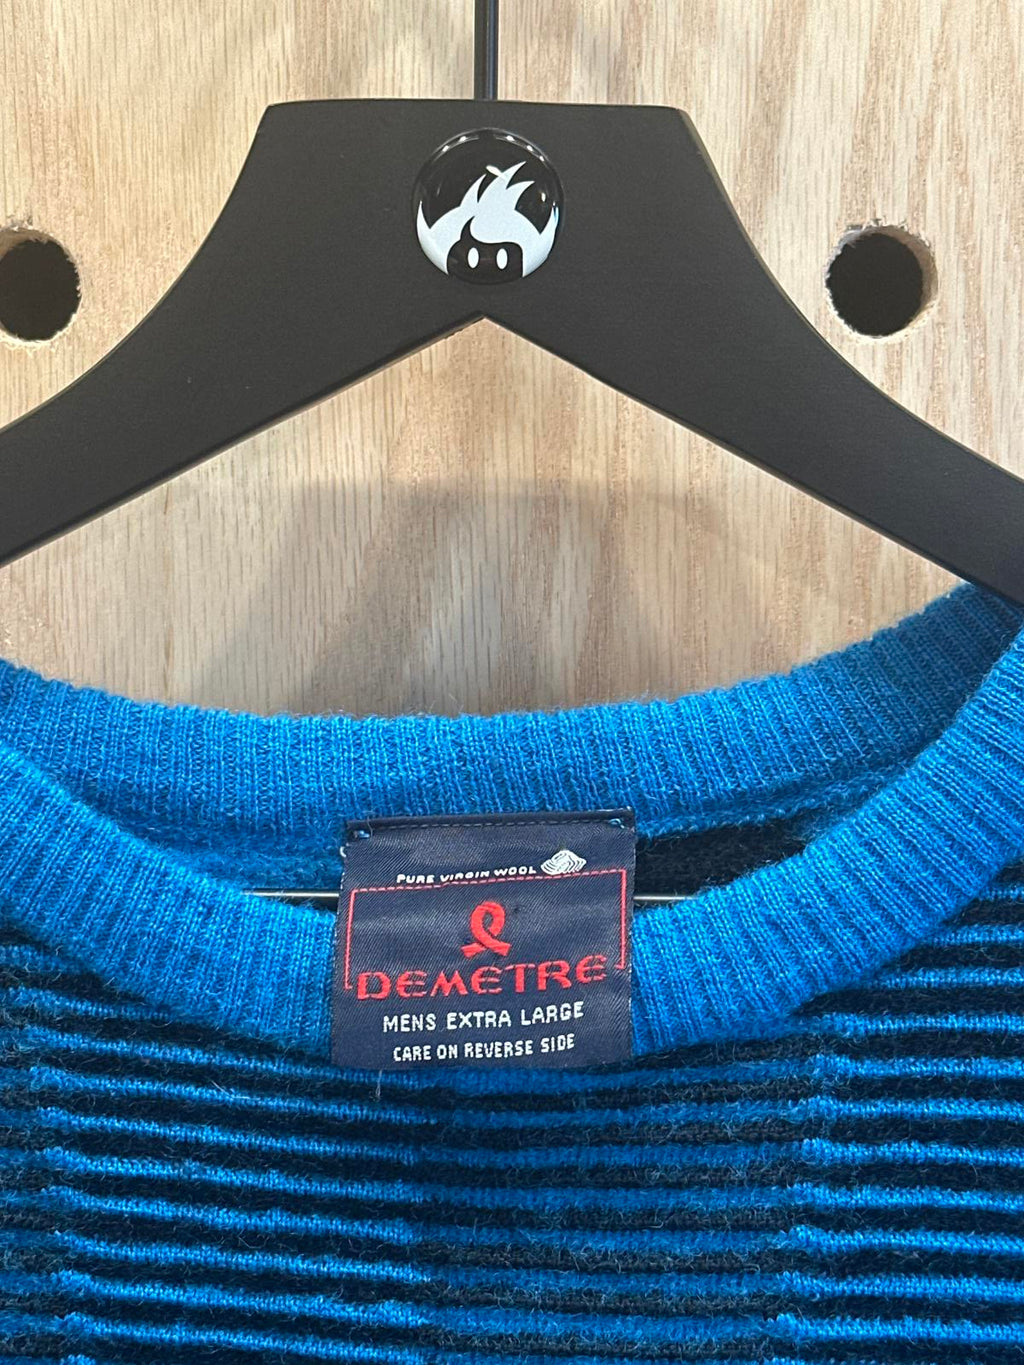 PURE VIRGIN WOOL
DEMETRE
MENS EXTRA LARGE
CARE ON REVERSE SIDE